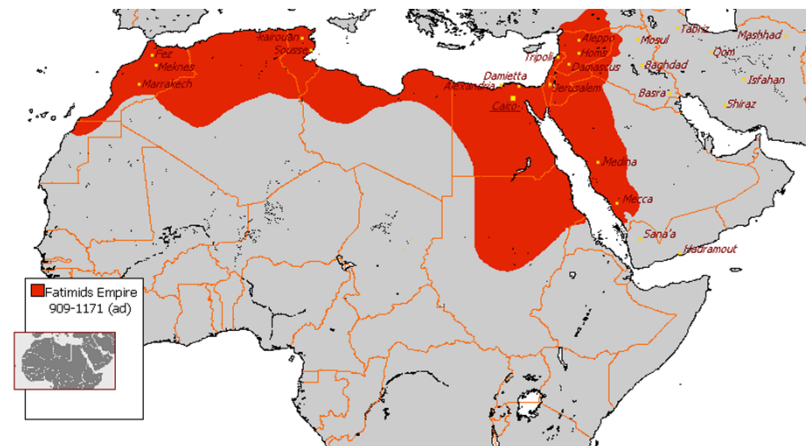 Kairouan
Sousse
Fez
Meknes
Marrakech
Tripoli
Aleppo
Homs
Damascus
Damietta
Alexandria
Jerusalem
Cairo
Mosul
Tabriz
Mashhad
Qom
Baghdad
Isfahan
Basra
Shiraz
Medina
Mecca
Sana'a
Hadramout
Fatimids Empire
909-1171 (ad)